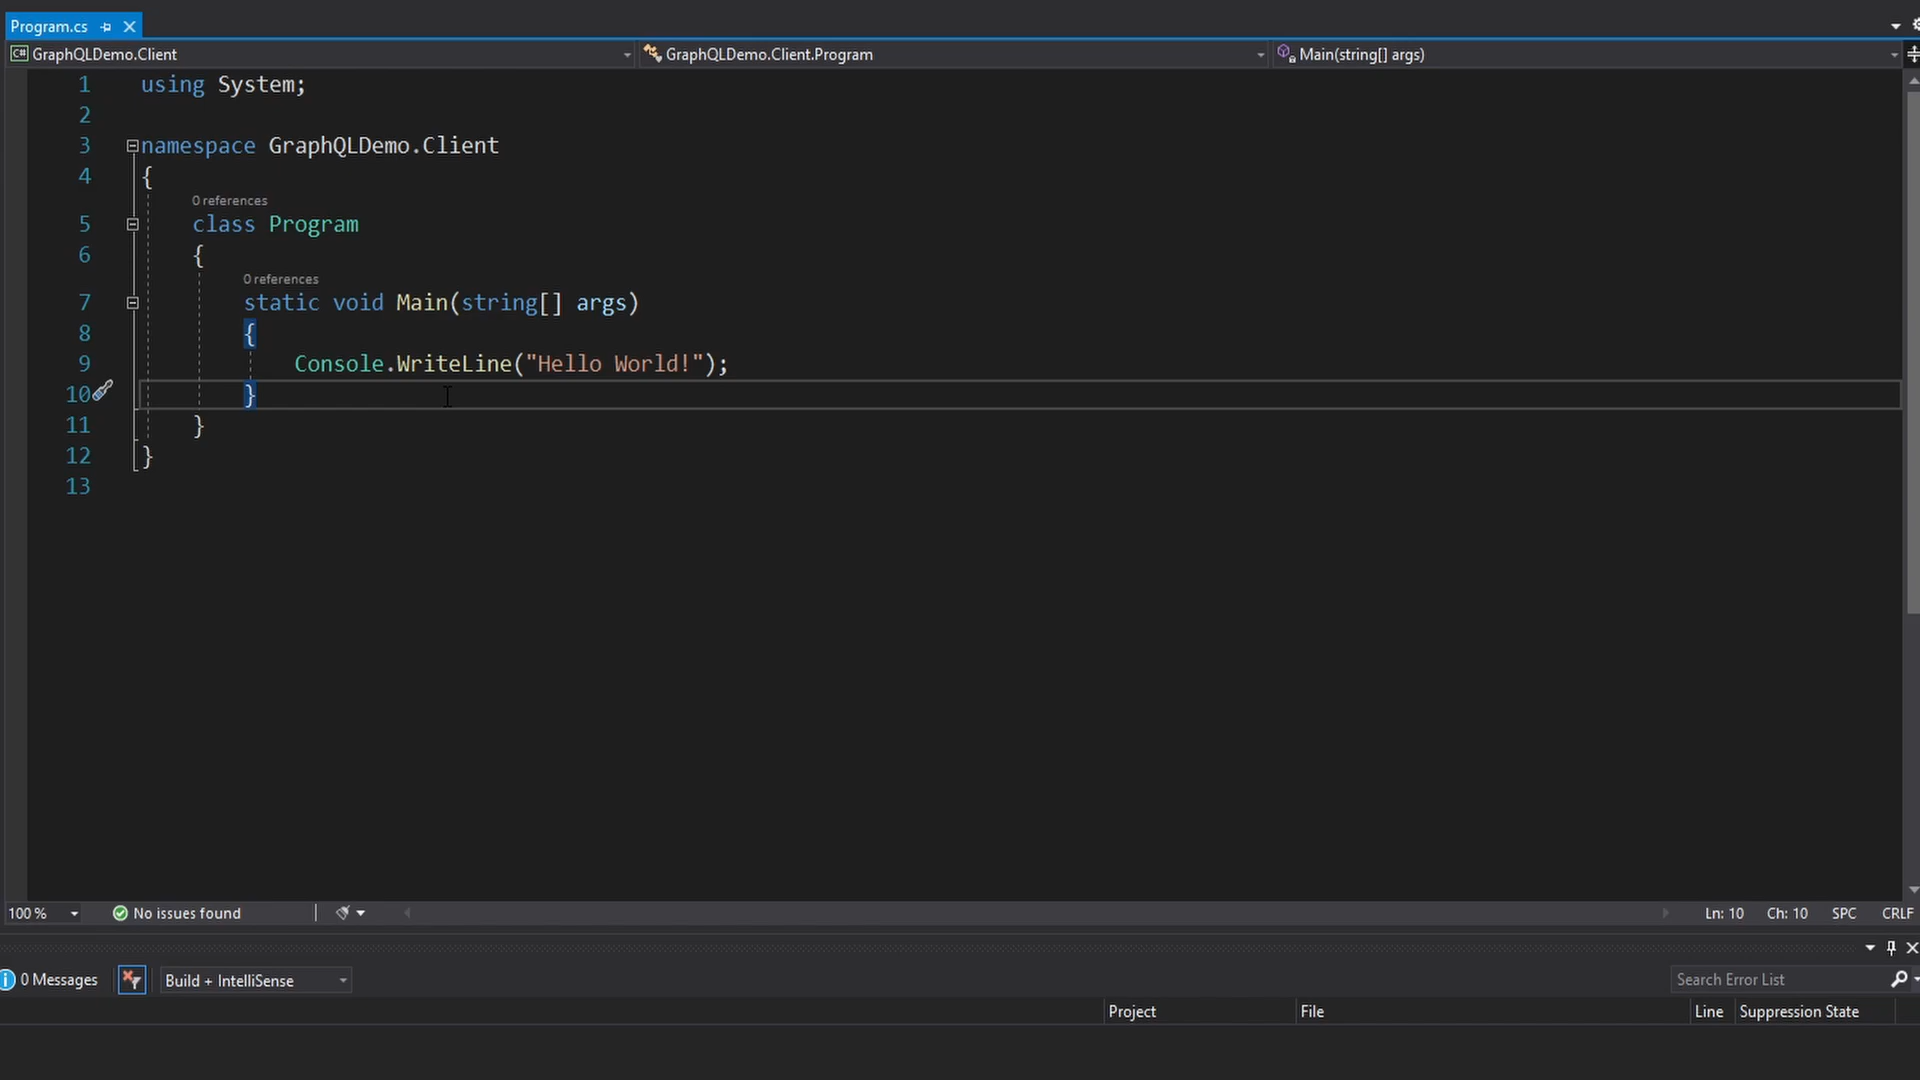 Program.cs
GraphQLDemo.Client GraphQLDemo.Client.Program Main(string[] args)
1 using System;
2
3 namespace GraphQLDemo.Client
4 {
0 references
5 class Program
6 {
0 references
7 static void Main(string[] args)
8 {
9 Console.WriteLine("Hello World!");
10 }
11 }
12 }
13
100 % No issues found Ln: 10 Ch: 10 SPC CRLF
0 Messages Build + IntelliSense Search Error List
Project File Line Suppression State